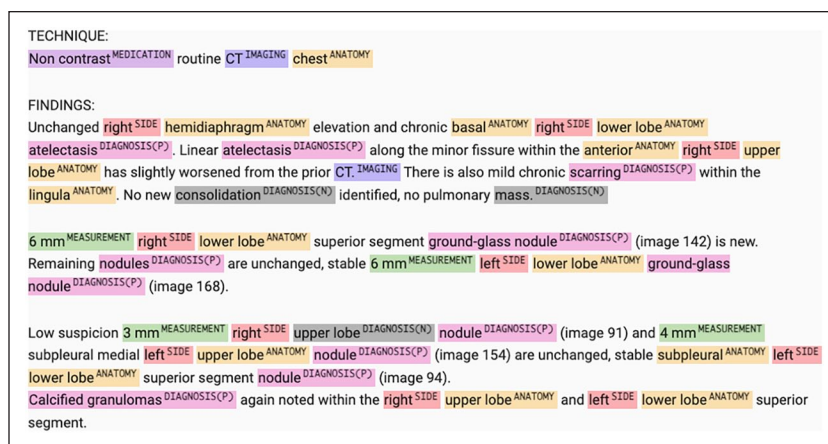 TECHNIQUE:
Non contrast MEDICATION routine CT IMAGING chest ANATOMY
FINDINGS:
Unchanged right SIDE hemidiaphragm ANATOMY elevation and chronic basal ANATOMY right SIDE lower lobe ANATOMY
atelectasis DIAGNOSIS(P). Linear atelectasis DIAGNOSIS(P) along the minor fissure within the anterior ANATOMY right SIDE upper
lobe ANATOMY has slightly worsened from the prior CT. IMAGING There is also mild chronic scarring DIAGNOSIS(P) within the
lingula ANATOMY. No new consolidation DIAGNOSIS(N) identified, no pulmonary mass. DIAGNOSIS(N)
6 mm MEASUREMENT right SIDE lower lobe ANATOMY superior segment ground-glass nodule DIAGNOSIS(P) (image 142) is new.
Remaining nodules DIAGNOSIS(P) are unchanged, stable 6 mm MEASUREMENT left SIDE lower lobe ANATOMY ground-glass
nodule DIAGNOSIS(P) (image 168).
Low suspicion 3 mm MEASUREMENT right SIDE upper lobe DIAGNOSIS(N) nodule DIAGNOSIS(P) (image 91) and 4 mm MEASUREMENT
subpleural medial left SIDE upper lobe ANATOMY nodule DIAGNOSIS(P) (image 154) are unchanged, stable subpleural ANATOMY left SIDE
lower lobe ANATOMY superior segment nodule DIAGNOSIS(P) (image 94).
Calcified granulomas DIAGNOSIS(P) again noted within the right SIDE upper lobe ANATOMY and left SIDE lower lobe ANATOMY superior
segment.